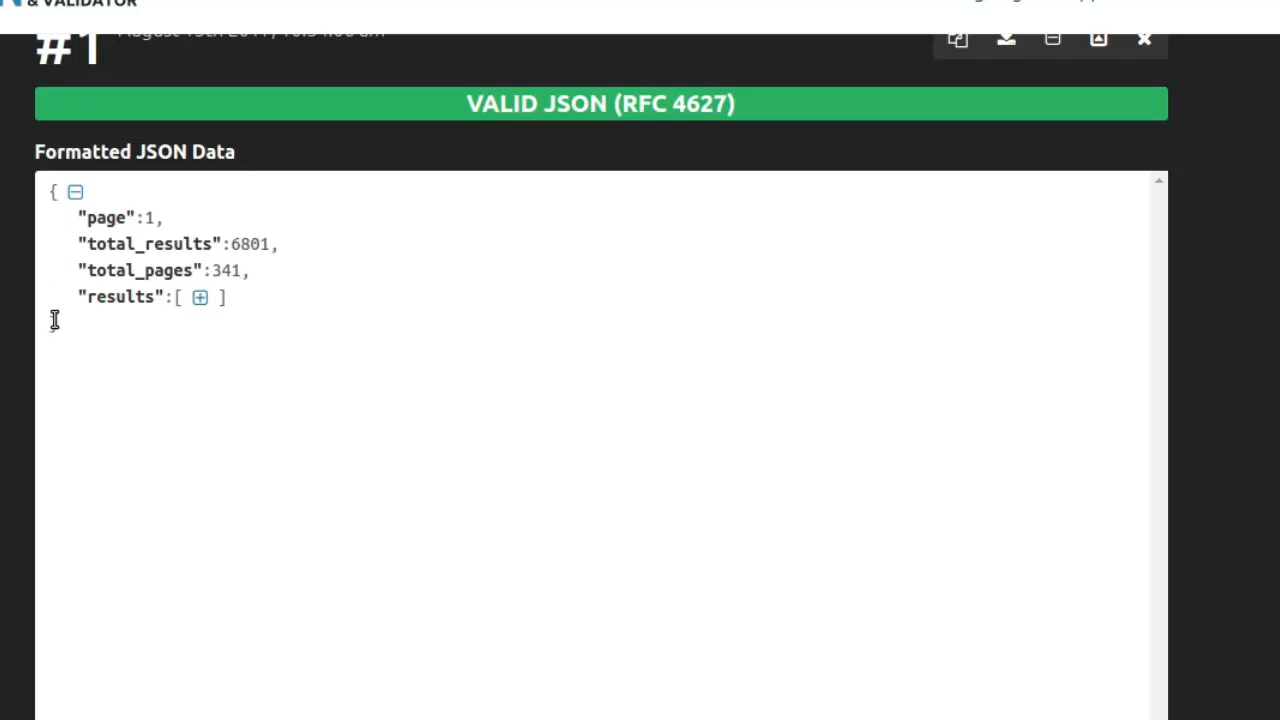 & VALIDATOR
#1
VALID JSON (RFC 4627)
Formatted JSON Data
{
"page":1,
"total_results":6801,
"total_pages":341,
"results":[ ]